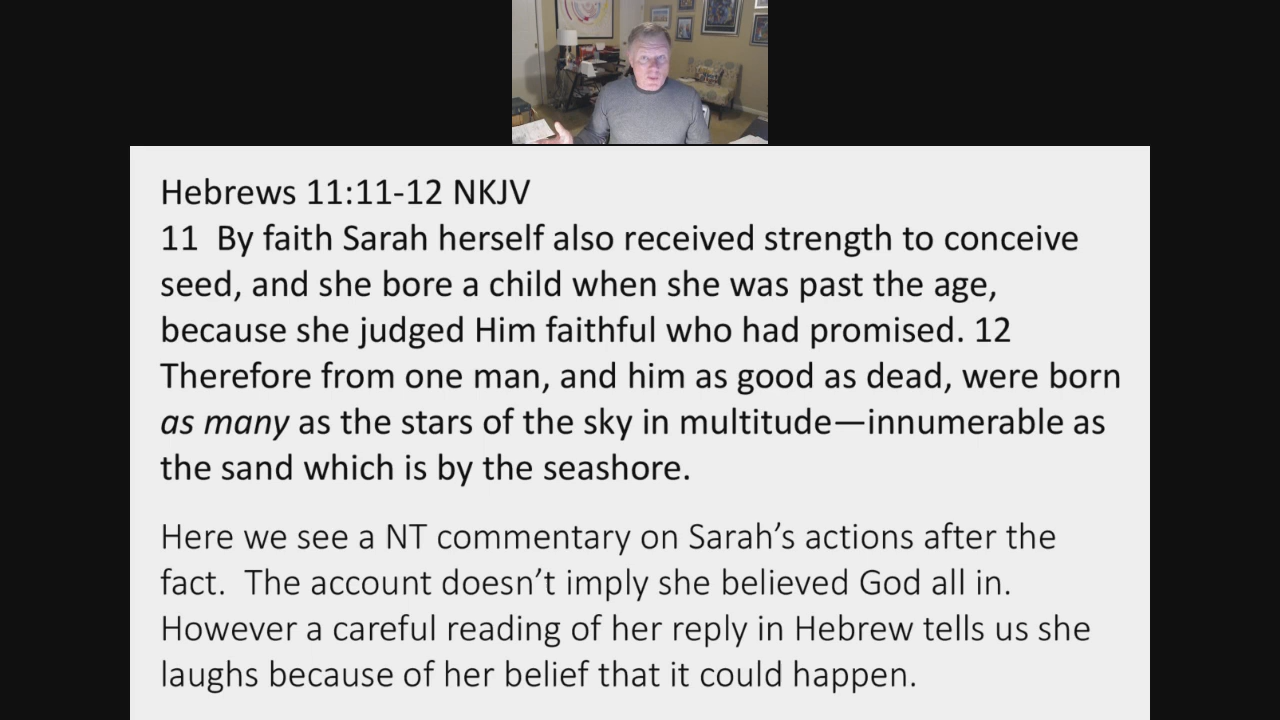 Hebrews 11:11-12 NKJV
11  By faith Sarah herself also received strength to conceive
seed, and she bore a child when she was past the age,
because she judged Him faithful who had promised. 12
Therefore from one man, and him as good as dead, were born
as many as the stars of the sky in multitude—innumerable as
the sand which is by the seashore.
Here we see a NT commentary on Sarah’s actions after the
fact.  The account doesn’t imply she believed God all in.
However a careful reading of her reply in Hebrew tells us she
laughs because of her belief that it could happen.